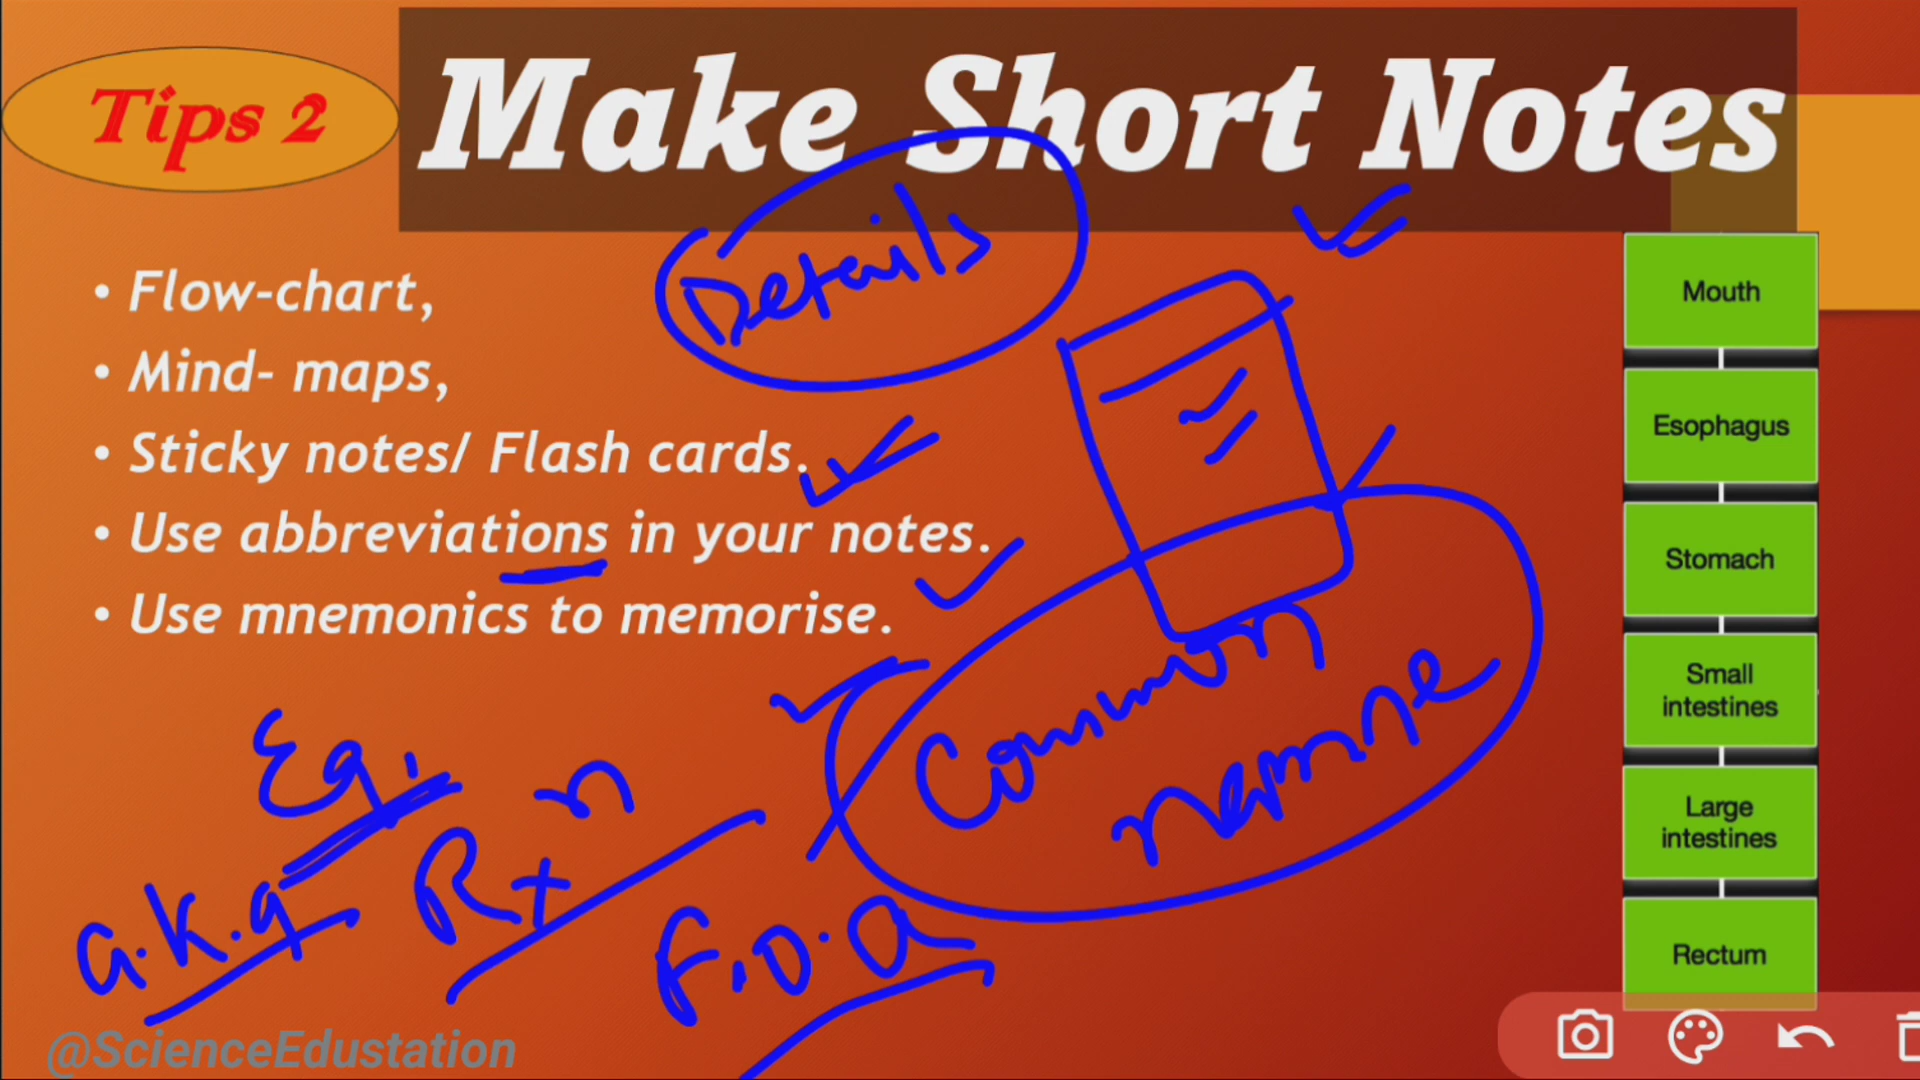 Tips 2
Make Short Notes
Details
• Flow-chart,
• Mind- maps,
• Sticky notes/ Flash cards.
• Use abbreviations in your notes.
• Use mnemonics to memorise.
Common
name
Eg.
Rx n
a.k.a
F.O.a
Mouth
Esophagus
Stomach
Small
intestines
Large
intestines
Rectum
@ScienceEdustation